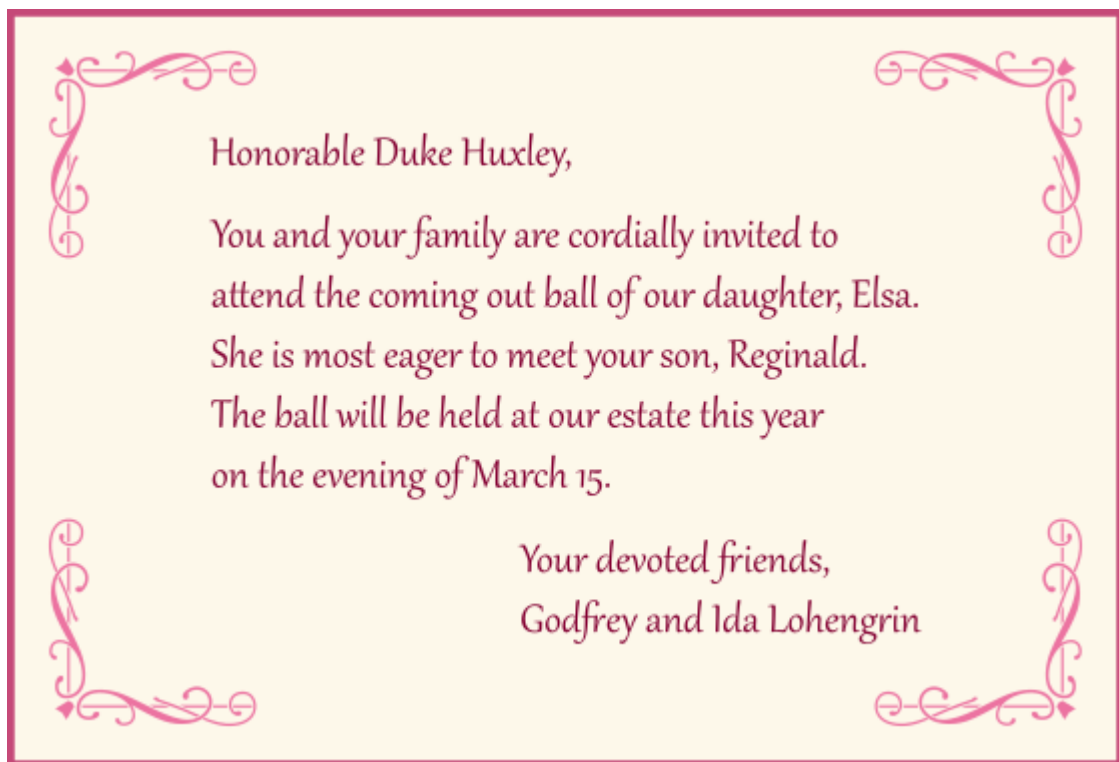 Honorable Duke Huxley,
You and your family are cordially invited to
attend the coming out ball of our daughter, Elsa.
She is most eager to meet your son, Reginald.
The ball will be held at our estate this year
on the evening of March 15.
Your devoted friends,
Godfrey and Ida Lohengrin